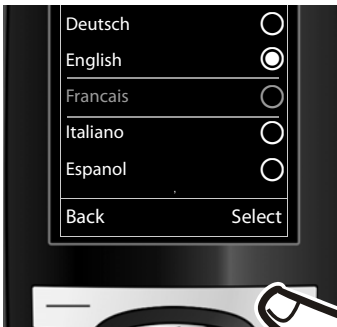 Deutsch
English
Francais
Italiano
Espanol
Back Select